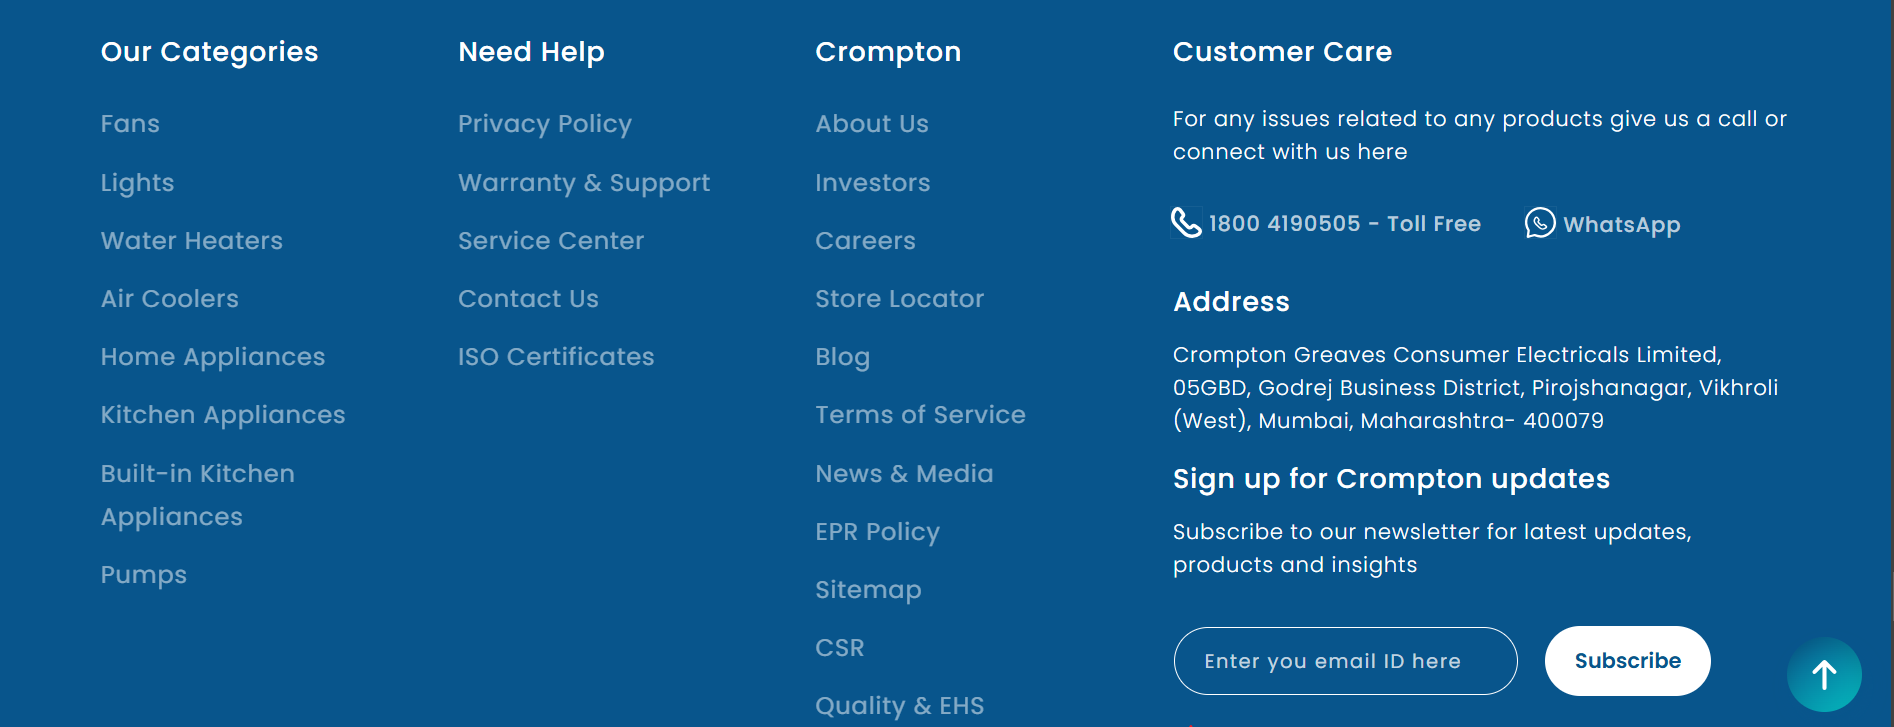 Our Categories
Fans
Lights
Water Heaters
Air Coolers
Home Appliances
Kitchen Appliances
Built-in Kitchen
Appliances
Pumps
Need Help
Privacy Policy
Warranty & Support
Service Center
Contact Us
ISO Certificates
Crompton
About Us
Investors
Careers
Store Locator
Blog
Terms of Service
News & Media
EPR Policy
Sitemap
CSR
Quality & EHS
Customer Care
For any issues related to any products give us a call or
connect with us here
1800 4190505 - Toll Free
WhatsApp
Address
Crompton Greaves Consumer Electricals Limited,
05GBD, Godrej Business District, Pirojshanagar, Vikhroli
(West), Mumbai, Maharashtra- 400079
Sign up for Crompton updates
Subscribe to our newsletter for latest updates,
products and insights
Enter you email ID here
Subscribe